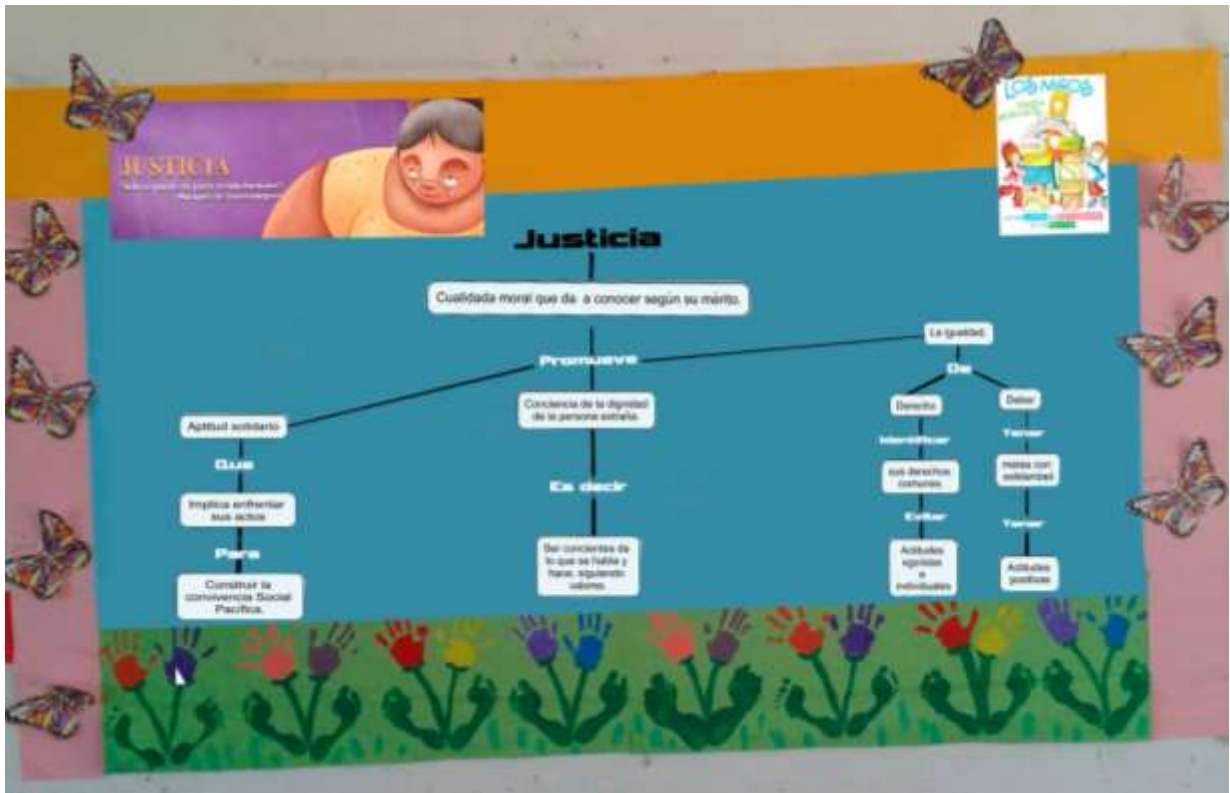 JUSTICIA
LOS NIÑOS
Justicia
Cualidada moral que da a conocer según su mérito.
Promueve
Aptitud solidario
Que
Implica enfrentar
sus actos
Para
Construir la
convivencia Social
Pacífica.
Conciencia de la dignidad
de la persona extraña.
Es decir
Ser concientes de
lo que se habla y
hace, siguiendo
valores.
La igualdad.
De
Derecho
Identificar
sus derechos
comunes.
Evitar
Actitudes
egoistas
e
individuales
Deber
Tener
metas con
solidaridad
Tener
Actitudes
positivas